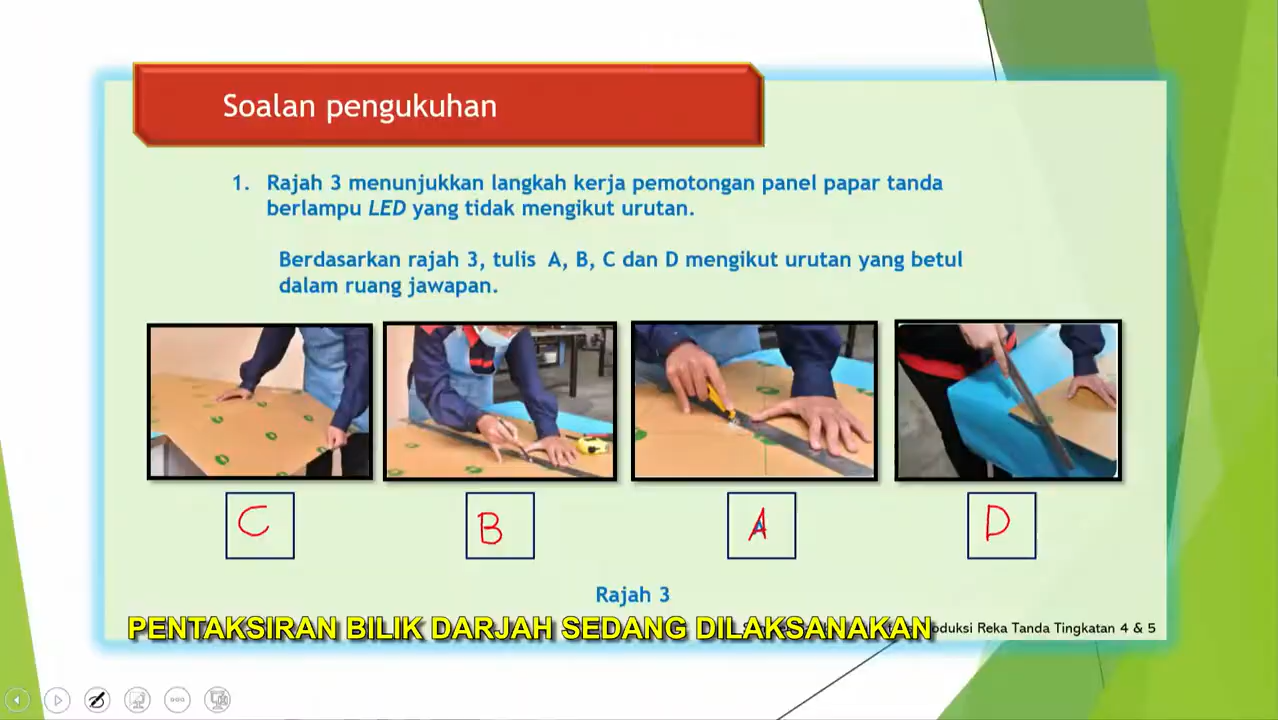 Soalan pengukuhan
1. Rajah 3 menunjukkan langkah kerja pemotongan panel papar tanda
berlampu LED yang tidak mengikut urutan.
Berdasarkan rajah 3, tulis A, B, C dan D mengikut urutan yang betul
dalam ruang jawapan.
C B A D
Rajah 3
PENTAKSIRAN BILIK DARJAH SEDANG DILAKSANAKAN
Reka Tanda Tingkatan 4 & 5